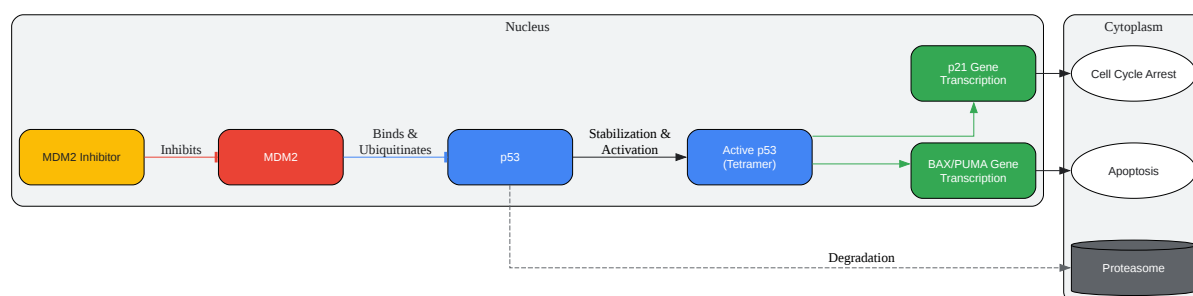 Nucleus
Cytoplasm
p21 Gene
Transcription
Cell Cycle Arrest
MDM2 Inhibitor
Inhibits
MDM2
Binds &
Ubiquitinates
p53
Stabilization &
Activation
Active p53
(Tetramer)
BAX/PUMA Gene
Transcription
Apoptosis
Degradation
Proteasome